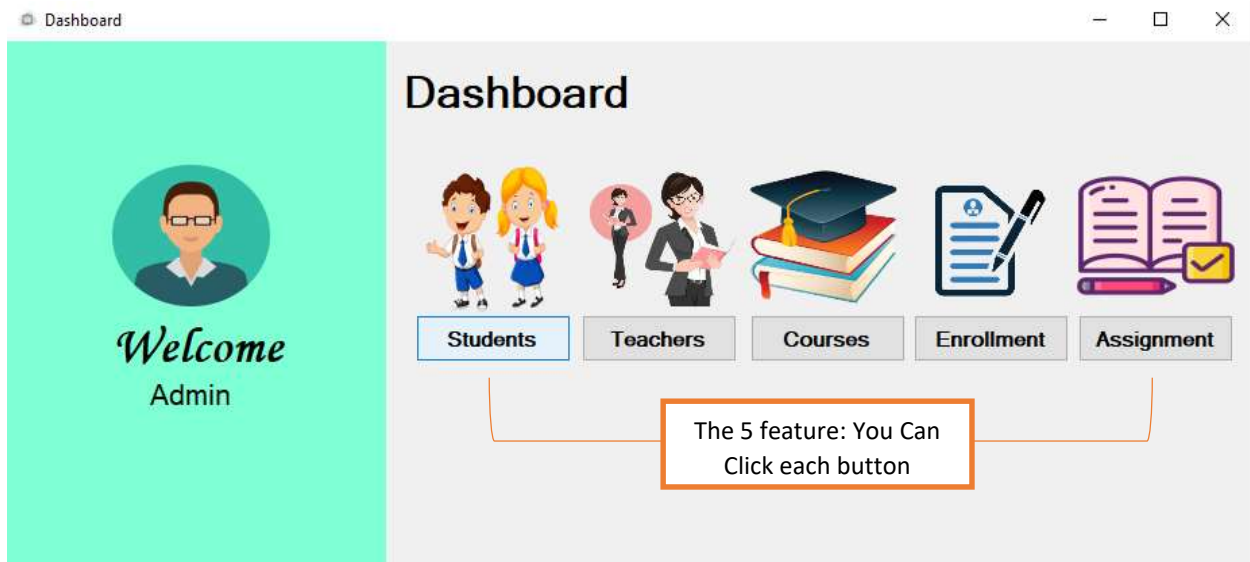 Dashboard
Dashboard
Welcome
Admin
Students
Teachers
Courses
Enrollment
Assignment
The 5 feature: You Can
Click each button